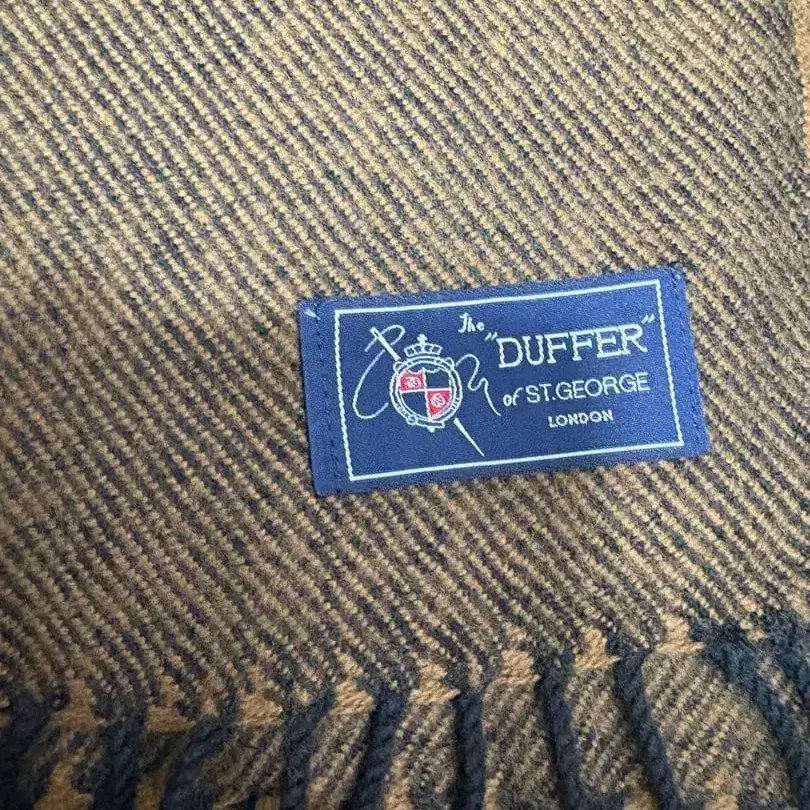 The
"DUFFER"
of ST.GEORGE
LONDON